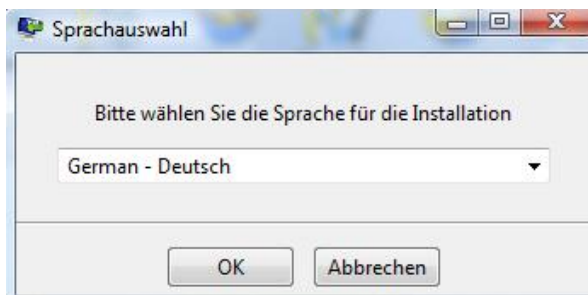 Sprachauswahl
Bitte wählen Sie die Sprache für die Installation
German - Deutsch
OK
Abbrechen